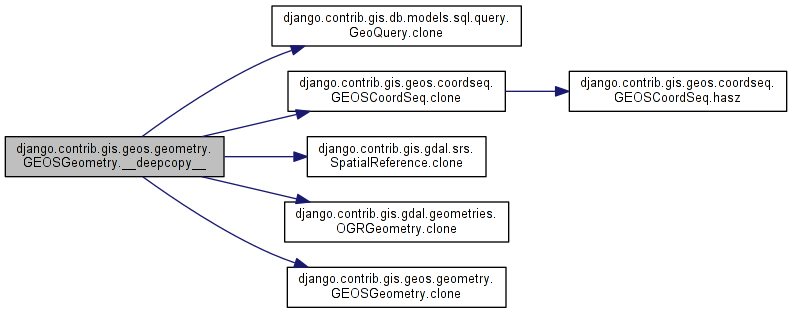 django.contrib.gis.db.models.sql.query.
GeoQuery.clone
django.contrib.gis.geos.coordseq.
GEOSCoordSeq.clone
django.contrib.gis.geos.coordseq.
GEOSCoordSeq.hasz
django.contrib.gis.geos.geometry.
GEOSGeometry.__deepcopy__
django.contrib.gis.gdal.srs.
SpatialReference.clone
django.contrib.gis.gdal.geometries.
OGRGeometry.clone
django.contrib.gis.geos.geometry.
GEOSGeometry.clone